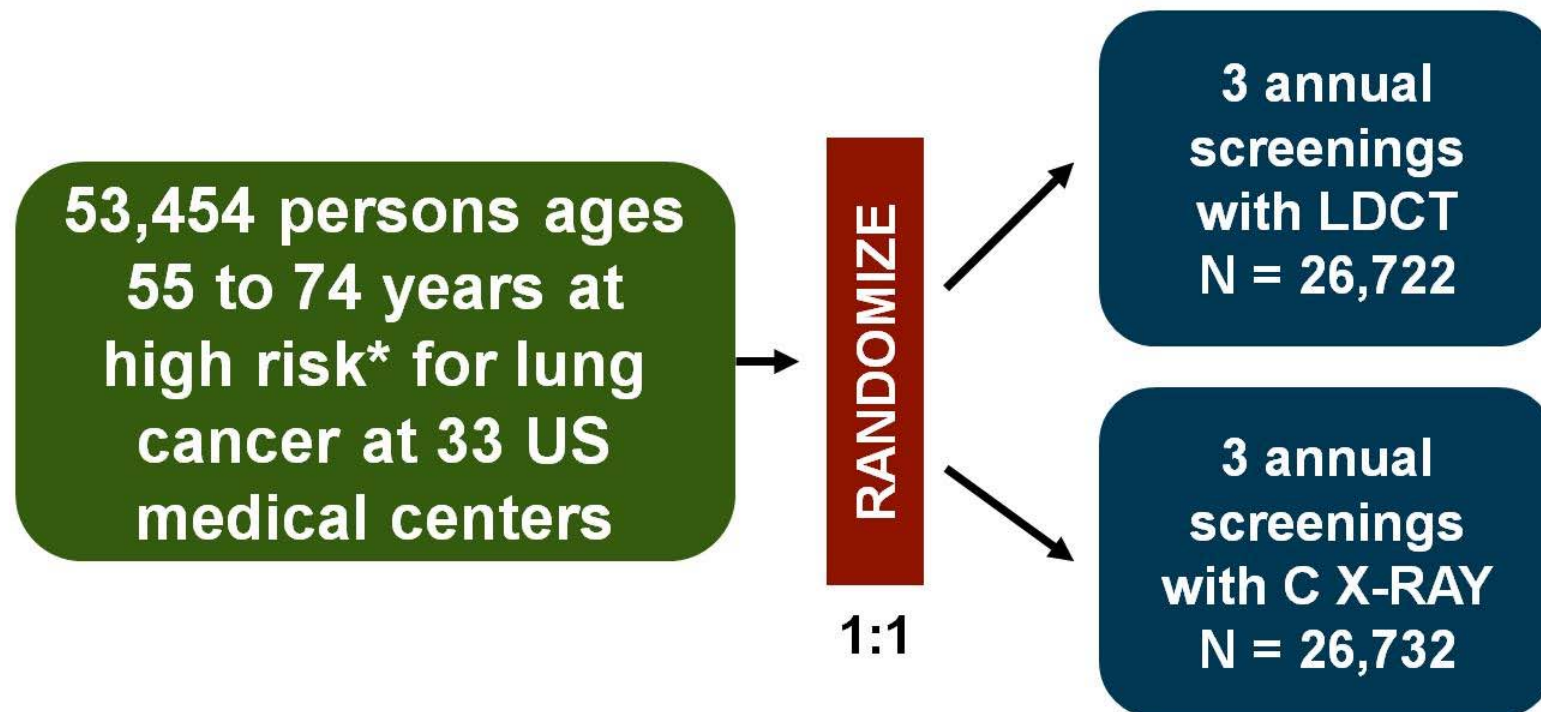 53,454 persons ages
55 to 74 years at
high risk* for lung
cancer at 33 US
medical centers
RANDOMIZE
1:1
3 annual
screenings
with LDCT
N = 26,722
3 annual
screenings
with C X-RAY
N = 26,732